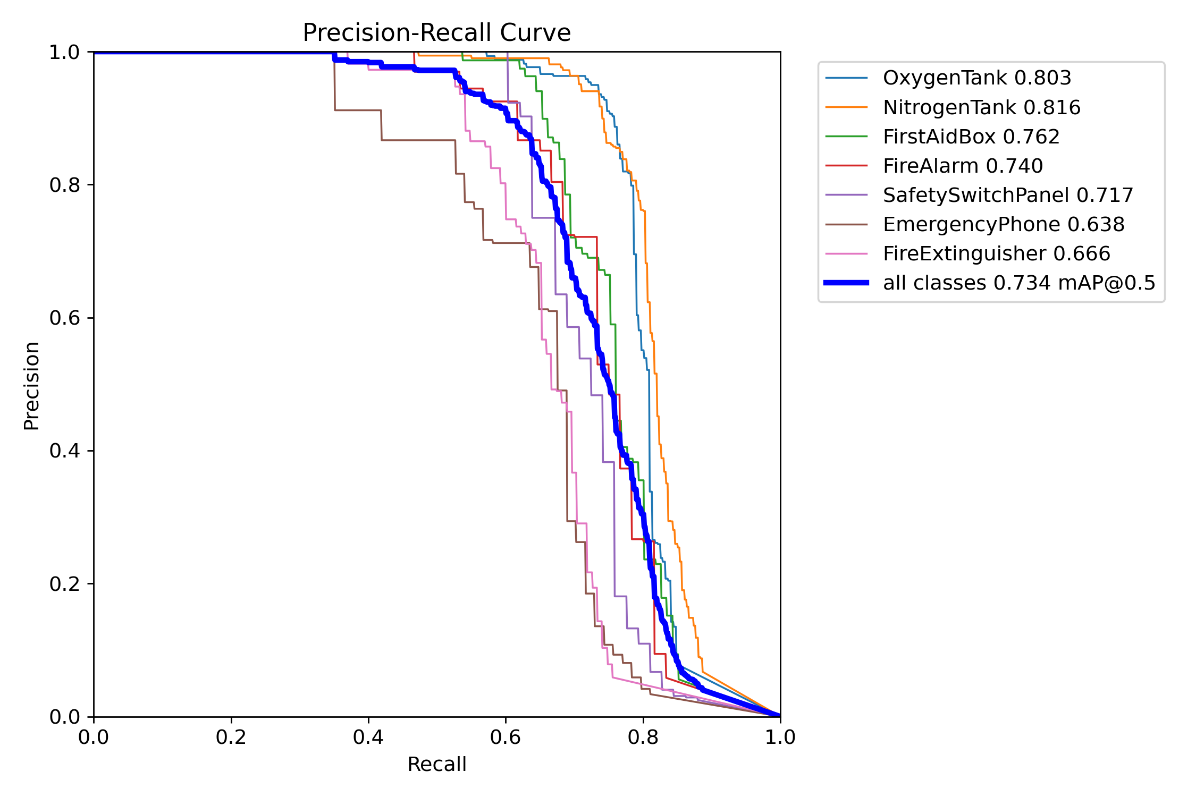 Precision-Recall Curve
1.0
0.8
0.6
0.4
0.2
0.0
Precision
0.0 0.2 0.4 0.6 0.8 1.0
Recall
OxygenTank 0.803
NitrogenTank 0.816
FirstAidBox 0.762
FireAlarm 0.740
SafetySwitchPanel 0.717
EmergencyPhone 0.638
FireExtinguisher 0.666
all classes 0.734 mAP@0.5